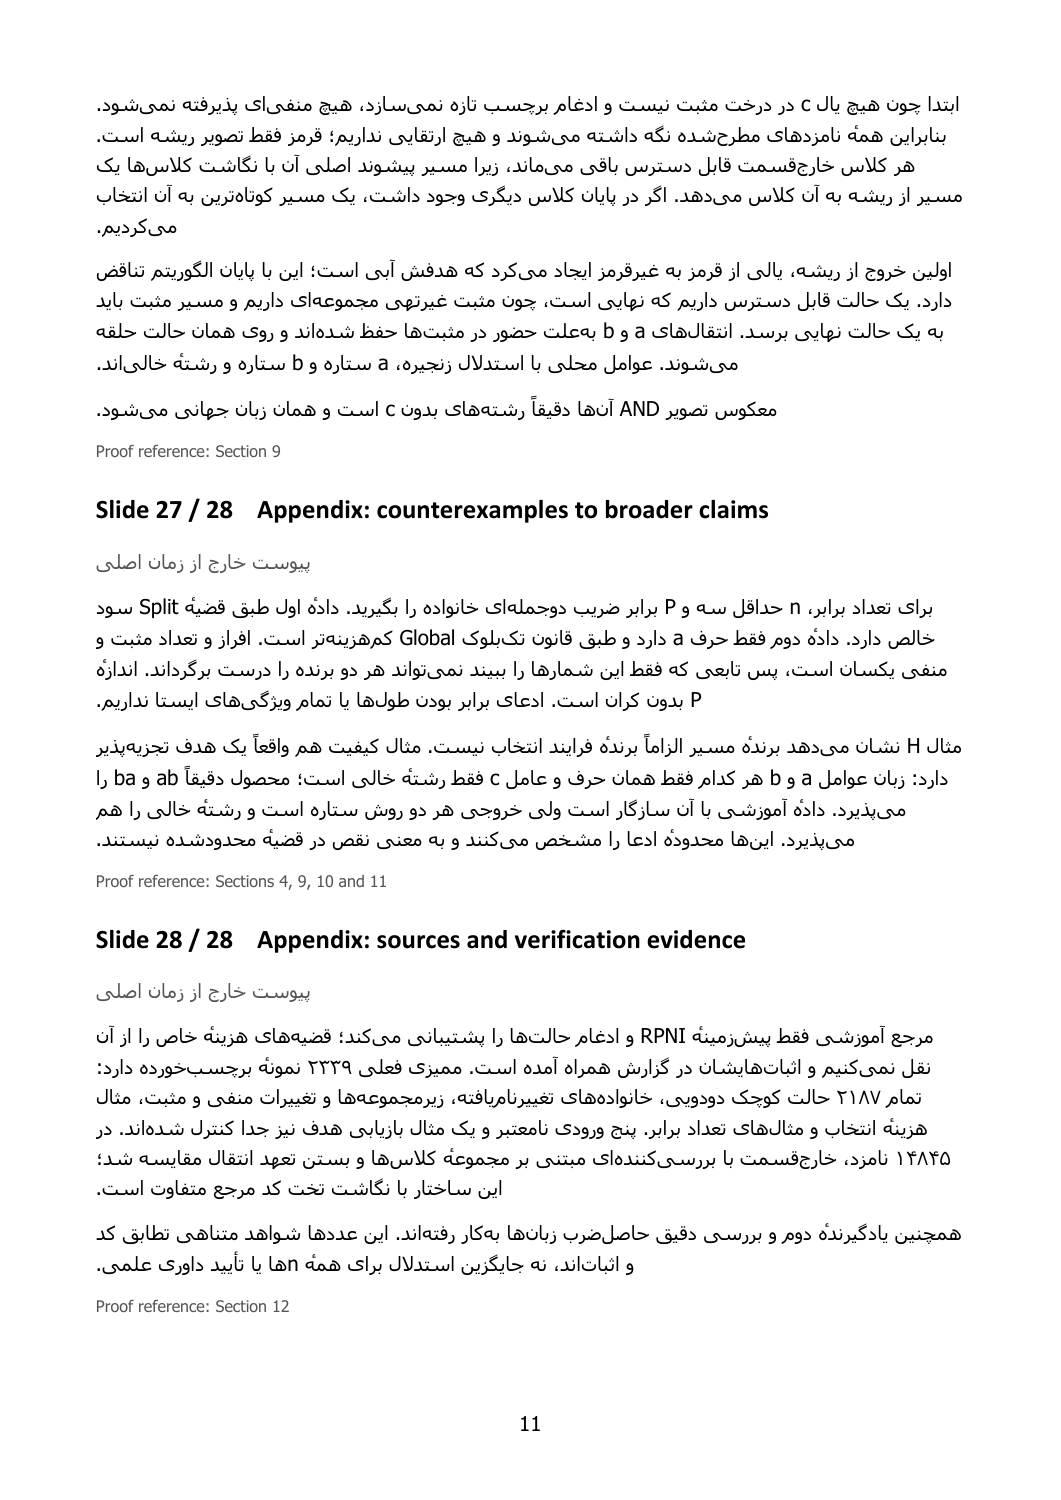 ابتدا چون هیچ یال c در درخت مثبت نیست و ادغام برچسب تازه نمی‌سازد، هیچ منفی‌ای پذیرفته نمی‌شود.
بنابراین همهٔ نامزدهای مطرح‌شده نگه داشته می‌شوند و هیچ ارتقایی نداریم؛ قرمز فقط تصویر ریشه است.
هر کلاس خارج‌قسمت قابل دسترس باقی می‌ماند، زیرا مسیر پیشوند اصلی آن با نگاشت کلاس‌ها یک
مسیر از ریشه به آن کلاس می‌دهد. اگر در پایان کلاس دیگری وجود داشت، یک مسیر کوتاه‌ترین به آن انتخاب
می‌کردیم.
اولین خروج از ریشه، یالی از قرمز به غیرقرمز ایجاد می‌کرد که هدفش آبی است؛ این با پایان الگوریتم تناقض
دارد. یک حالت قابل دسترس داریم که نهایی است، چون مثبت غیرتهی مجموعه‌ای داریم و مسیر مثبت باید
به یک حالت نهایی برسد. انتقال‌های a و b به‌علت حضور در مثبت‌ها حفظ شده‌اند و روی همان حالت حلقه
می‌شوند. عوامل محلی با استدلال زنجیره، a ستاره و b ستاره و رشتهٔ خالی‌اند.
معکوس تصویر AND آن‌ها دقیقاً رشته‌های بدون c است و همان زبان جهانی می‌شود.
Proof reference: Section 9
Slide 27 / 28 Appendix: counterexamples to broader claims
پیوست خارج از زمان اصلی
برای تعداد برابر، n حداقل سه و P برابر ضریب دوجمله‌ای خانواده را بگیرید. دادهٔ اول طبق قضیهٔ Split سود
خالص دارد. دادهٔ دوم فقط حرف a دارد و طبق قانون تک‌بلوک Global کم‌هزینه‌تر است. افراز و تعداد مثبت و
منفی یکسان است، پس تابعی که فقط این شمارها را ببیند نمی‌تواند هر دو برنده را درست برگرداند. اندازهٔ
P بدون کران است. ادعای برابر بودن طول‌ها یا تمام ویژگی‌های ایستا نداریم.
مثال H نشان می‌دهد برندهٔ مسیر الزاماً برندهٔ فرایند انتخاب نیست. مثال کیفیت هم واقعاً یک هدف تجزیه‌پذیر
دارد: زبان عوامل a و b هر کدام فقط همان حرف و عامل c فقط رشتهٔ خالی است؛ محصول دقیقاً ab و ba را
می‌پذیرد. دادهٔ آموزشی با آن سازگار است ولی خروجی هر دو روش ستاره است و رشتهٔ خالی را هم
می‌پذیرد. این‌ها محدودهٔ ادعا را مشخص می‌کنند و به معنی نقص در قضیهٔ محدودشده نیستند.
Proof reference: Sections 4, 9, 10 and 11
Slide 28 / 28 Appendix: sources and verification evidence
پیوست خارج از زمان اصلی
مرجع آموزشی فقط پیش‌زمینهٔ RPNI و ادغام حالت‌ها را پشتیبانی می‌کند؛ قضیه‌های هزینهٔ خاص را از آن
نقل نمی‌کنیم و اثبات‌هایشان در گزارش همراه آمده است. ممیزی فعلی ۲۳۳۹ نمونهٔ برچسب‌خورده دارد:
تمام ۲۱۸۷ حالت کوچک دودویی، خانواده‌های تغییرنام‌یافته، زیرمجموعه‌ها و تغییرات منفی و مثبت، مثال
هزینهٔ انتخاب و مثال‌های تعداد برابر. پنج ورودی نامعتبر و یک مثال بازیابی هدف نیز جدا کنترل شده‌اند. در
۱۴۸۴۵ نامزد، خارج‌قسمت با بررسی‌کننده‌ای مبتنی بر مجموعهٔ کلاس‌ها و بستن تعهد انتقال مقایسه شد؛
این ساختار با نگاشت تخت کد مرجع متفاوت است.
همچنین یادگیرندهٔ دوم و بررسی دقیق حاصل‌ضرب زبان‌ها به‌کار رفته‌اند. این عددها شواهد متناهی تطابق کد
و اثبات‌اند، نه جایگزین استدلال برای همهٔ nها یا تأیید داوری علمی.
Proof reference: Section 12
11